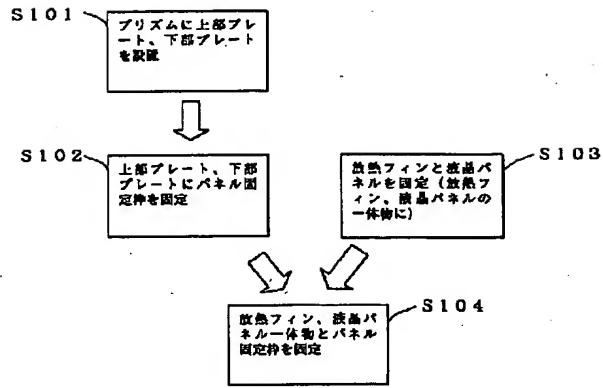 S101
プリズムに上部プレー
ト、下部プレート
を設置
S102
上部プレート、下部
プレートにパネル固
定枠を固定
S103
放熱フィンと液晶パ
ネルを固定(放熱フ
ィン、液晶パネルの
一体物に)
S104
放熱フィン、液晶パ
ネル一体物とパネル
固定枠を固定